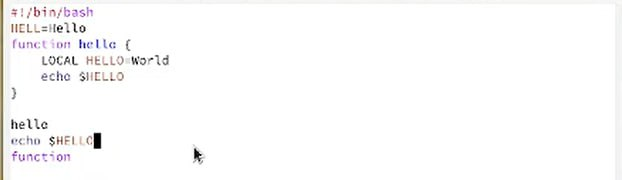 #!/bin/bash
HELL=Hello
function hello {
    LOCAL HELLO=World
    echo $HELLO
}

hello
echo $HELLO
function